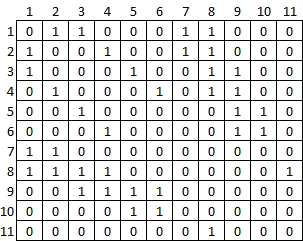 1 2 3 4 5 6 7 8 9 10 11
1 0 1 1 0 0 0 1 1 0 0 0
2 1 0 0 1 0 0 1 1 0 0 0
3 1 0 0 0 1 0 0 1 1 0 0
4 0 1 0 0 0 1 0 1 1 0 0
5 0 0 1 0 0 0 0 0 1 1 0
6 0 0 0 1 0 0 0 0 1 1 0
7 1 1 0 0 0 0 0 0 0 0 0
8 1 1 1 1 0 0 0 0 0 0 1
9 0 0 1 1 1 1 0 0 0 0 0
10 0 0 0 0 1 1 0 0 0 0 0
11 0 0 0 0 0 0 0 1 0 0 0